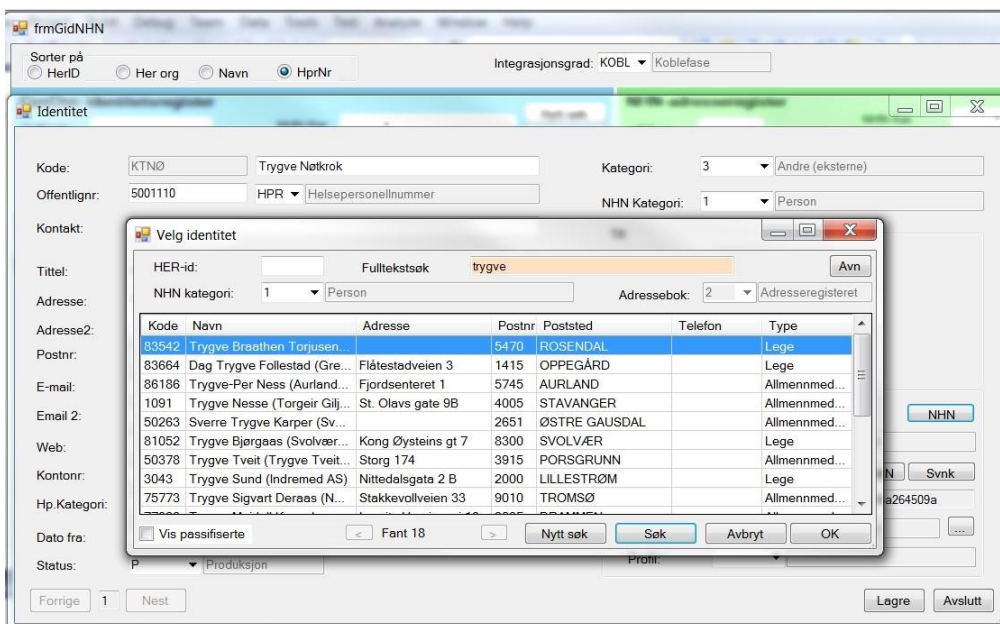 frmGidNHN
Sorter på
HerID Her org Navn HprNr
Integrasjonsgrad: KOBL Koblefase
Identitet
Kode: KTNØ Trygve Nøtkrok Kategori: 3 Andre (eksterne)
Offentlignr: 5001110 HPR Helsepersonellnummer NHN Kategori: 1 Person
Kontakt:
Velg identitet
HER-id: Fulltekstsøk trygve Avn
NHN kategori: 1 Person Adressebok: 2 Adresseregisteret
Kode Navn Adresse Postnr Poststed Telefon Type
83542 Trygve Braathen Torjusen... 5470 ROSENDAL Lege
83664 Dag Trygve Follestad (Gre... Flåtestadveien 3 1415 OPPEGÅRD Lege
86186 Trygve-Per Ness (Aurland... Fjordsenteret 1 5745 AURLAND Allmennmed...
1091 Trygve Nesse (Torgeir Gilj... St. Olavs gate 9B 4005 STAVANGER Allmennmed...
50263 Sverre Trygve Karper (Sv... 2651 ØSTRE GAUSDAL Allmennmed...
81052 Trygve Bjørgaas (Svolvær... Kong Øysteins gt 7 8300 SVOLVÆR Lege
50378 Trygve Tveit (Trygve Tveit... Storg 174 3915 PORSGRUNN Allmennmed...
3043 Trygve Sund (Indremed AS) Nittedalsgata 2 B 2000 LILLESTRØM Lege
75773 Trygve Sigvart Deraas (N... Stakkevollveien 33 9010 TROMSØ Allmennmed...
Vis passifiserte < Fant 18 > Nytt søk Søk Avbryt OK
Tittel:
Adresse:
Adresse2:
Postnr:
E-mail:
Email 2: NHN
Web:
Kontonr: N Svnk
Hp.Kategori: a264509a
Dato fra: ...
Status: P Produksjon Profil:
Forrige 1 Nest Lagre Avslutt